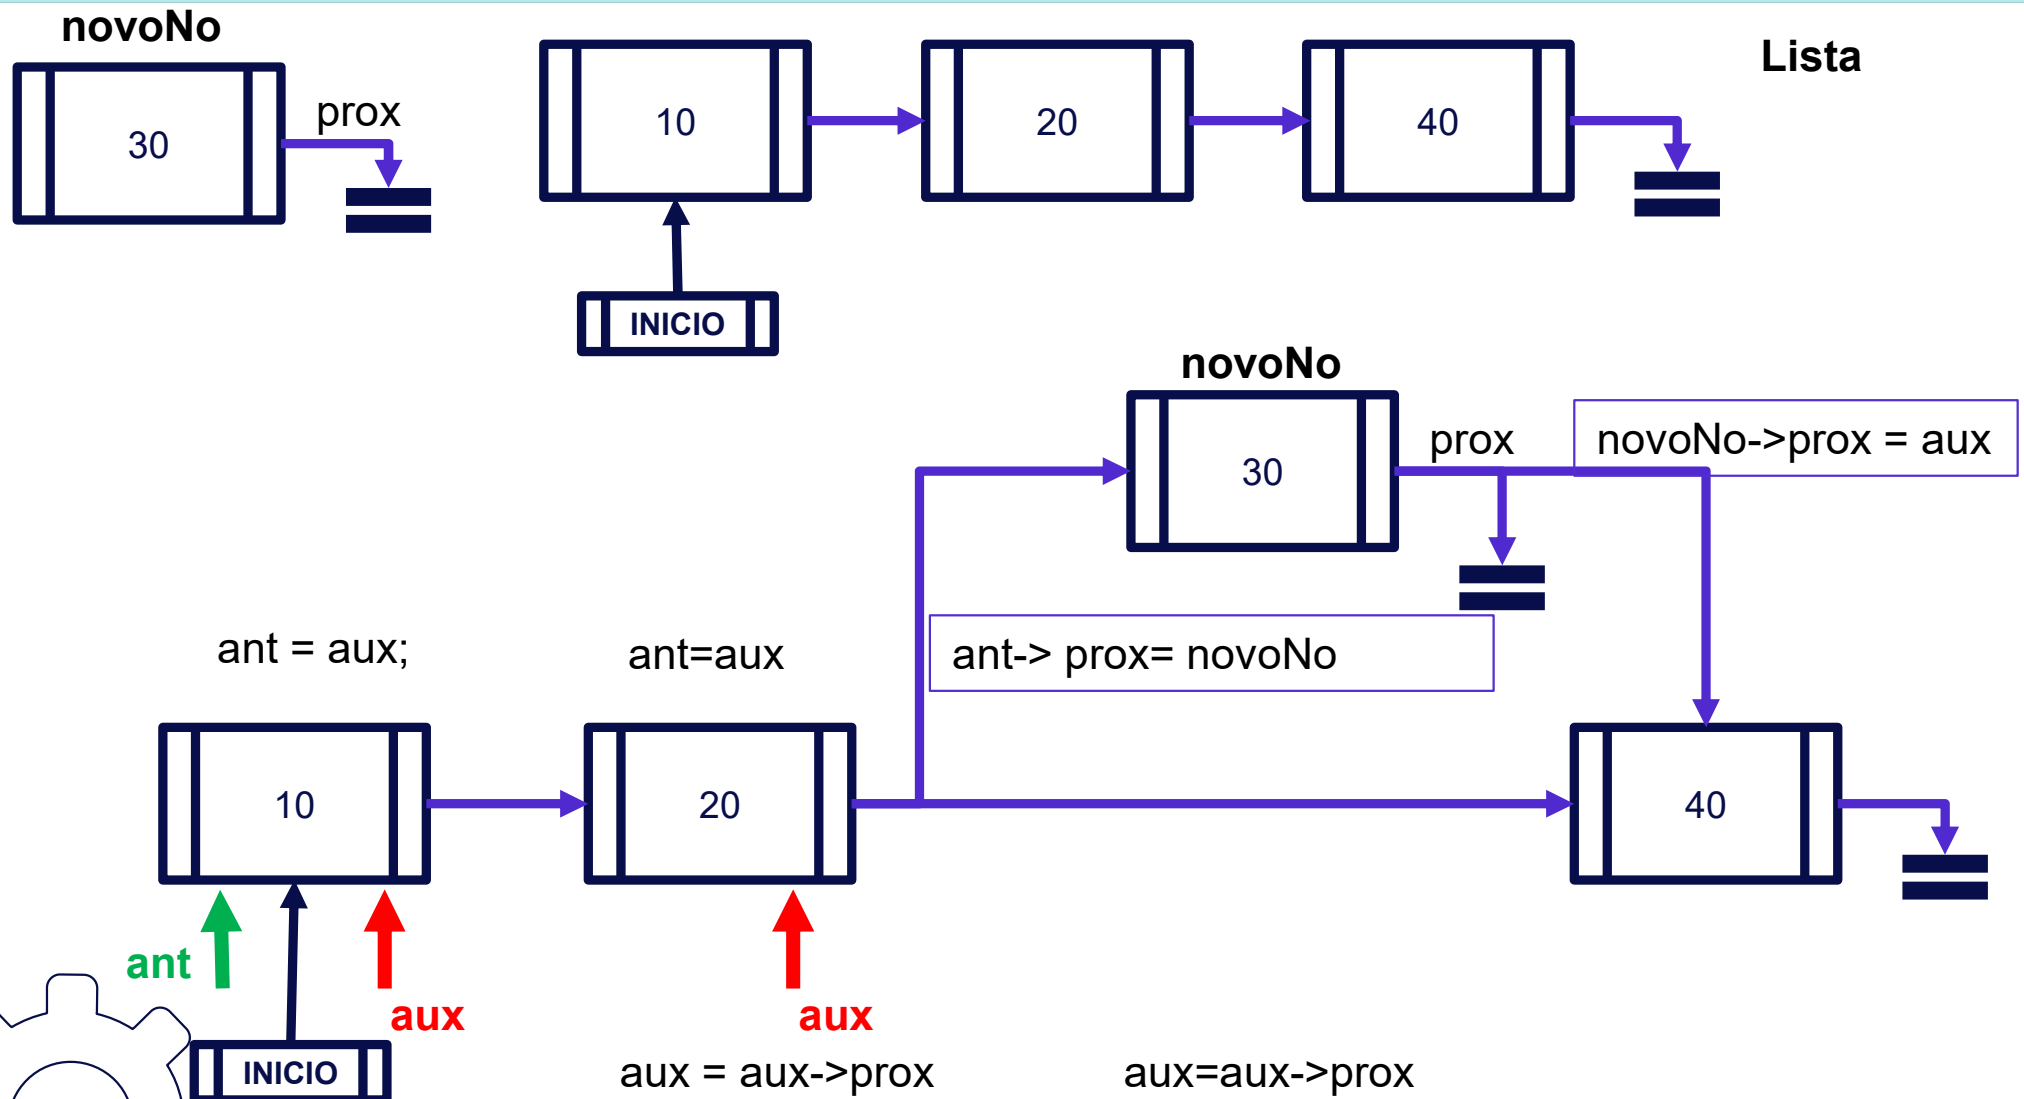 novoNo
Lista
prox
30
10
20
40
INICIO
novoNo
prox
novoNo->prox = aux
30
ant = aux;
ant=aux
ant-> prox= novoNo
10
20
40
ant
aux
aux
INICIO
aux = aux->prox
aux=aux->prox